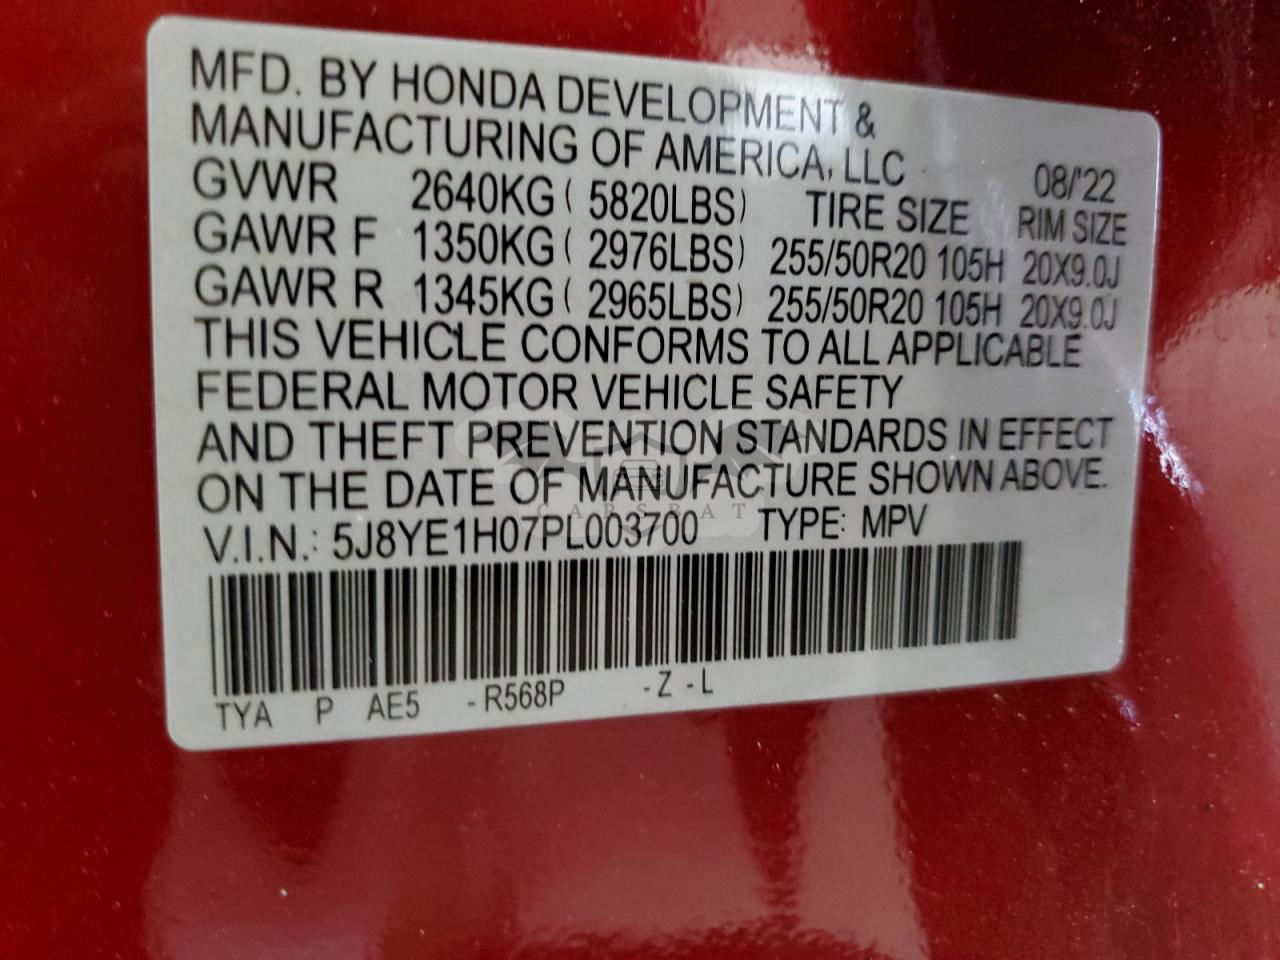 MFD. BY HONDA DEVELOPMENT &
MANUFACTURING OF AMERICA, LLC 08/'22
GVWR 2640KG ( 5820LBS) TIRE SIZE RIM SIZE
GAWR F 1350KG ( 2976LBS) 255/50R20 105H 20X9.0J
GAWR R 1345KG ( 2965LBS) 255/50R20 105H 20X9.0J
THIS VEHICLE CONFORMS TO ALL APPLICABLE
FEDERAL MOTOR VEHICLE SAFETY
AND THEFT PREVENTION STANDARDS IN EFFECT
ON THE DATE OF MANUFACTURE SHOWN ABOVE.
CARSBAT
V.I.N.: 5J8YE1H07PL003700 TYPE: MPV
TYA P AE5 -R568P -Z -L